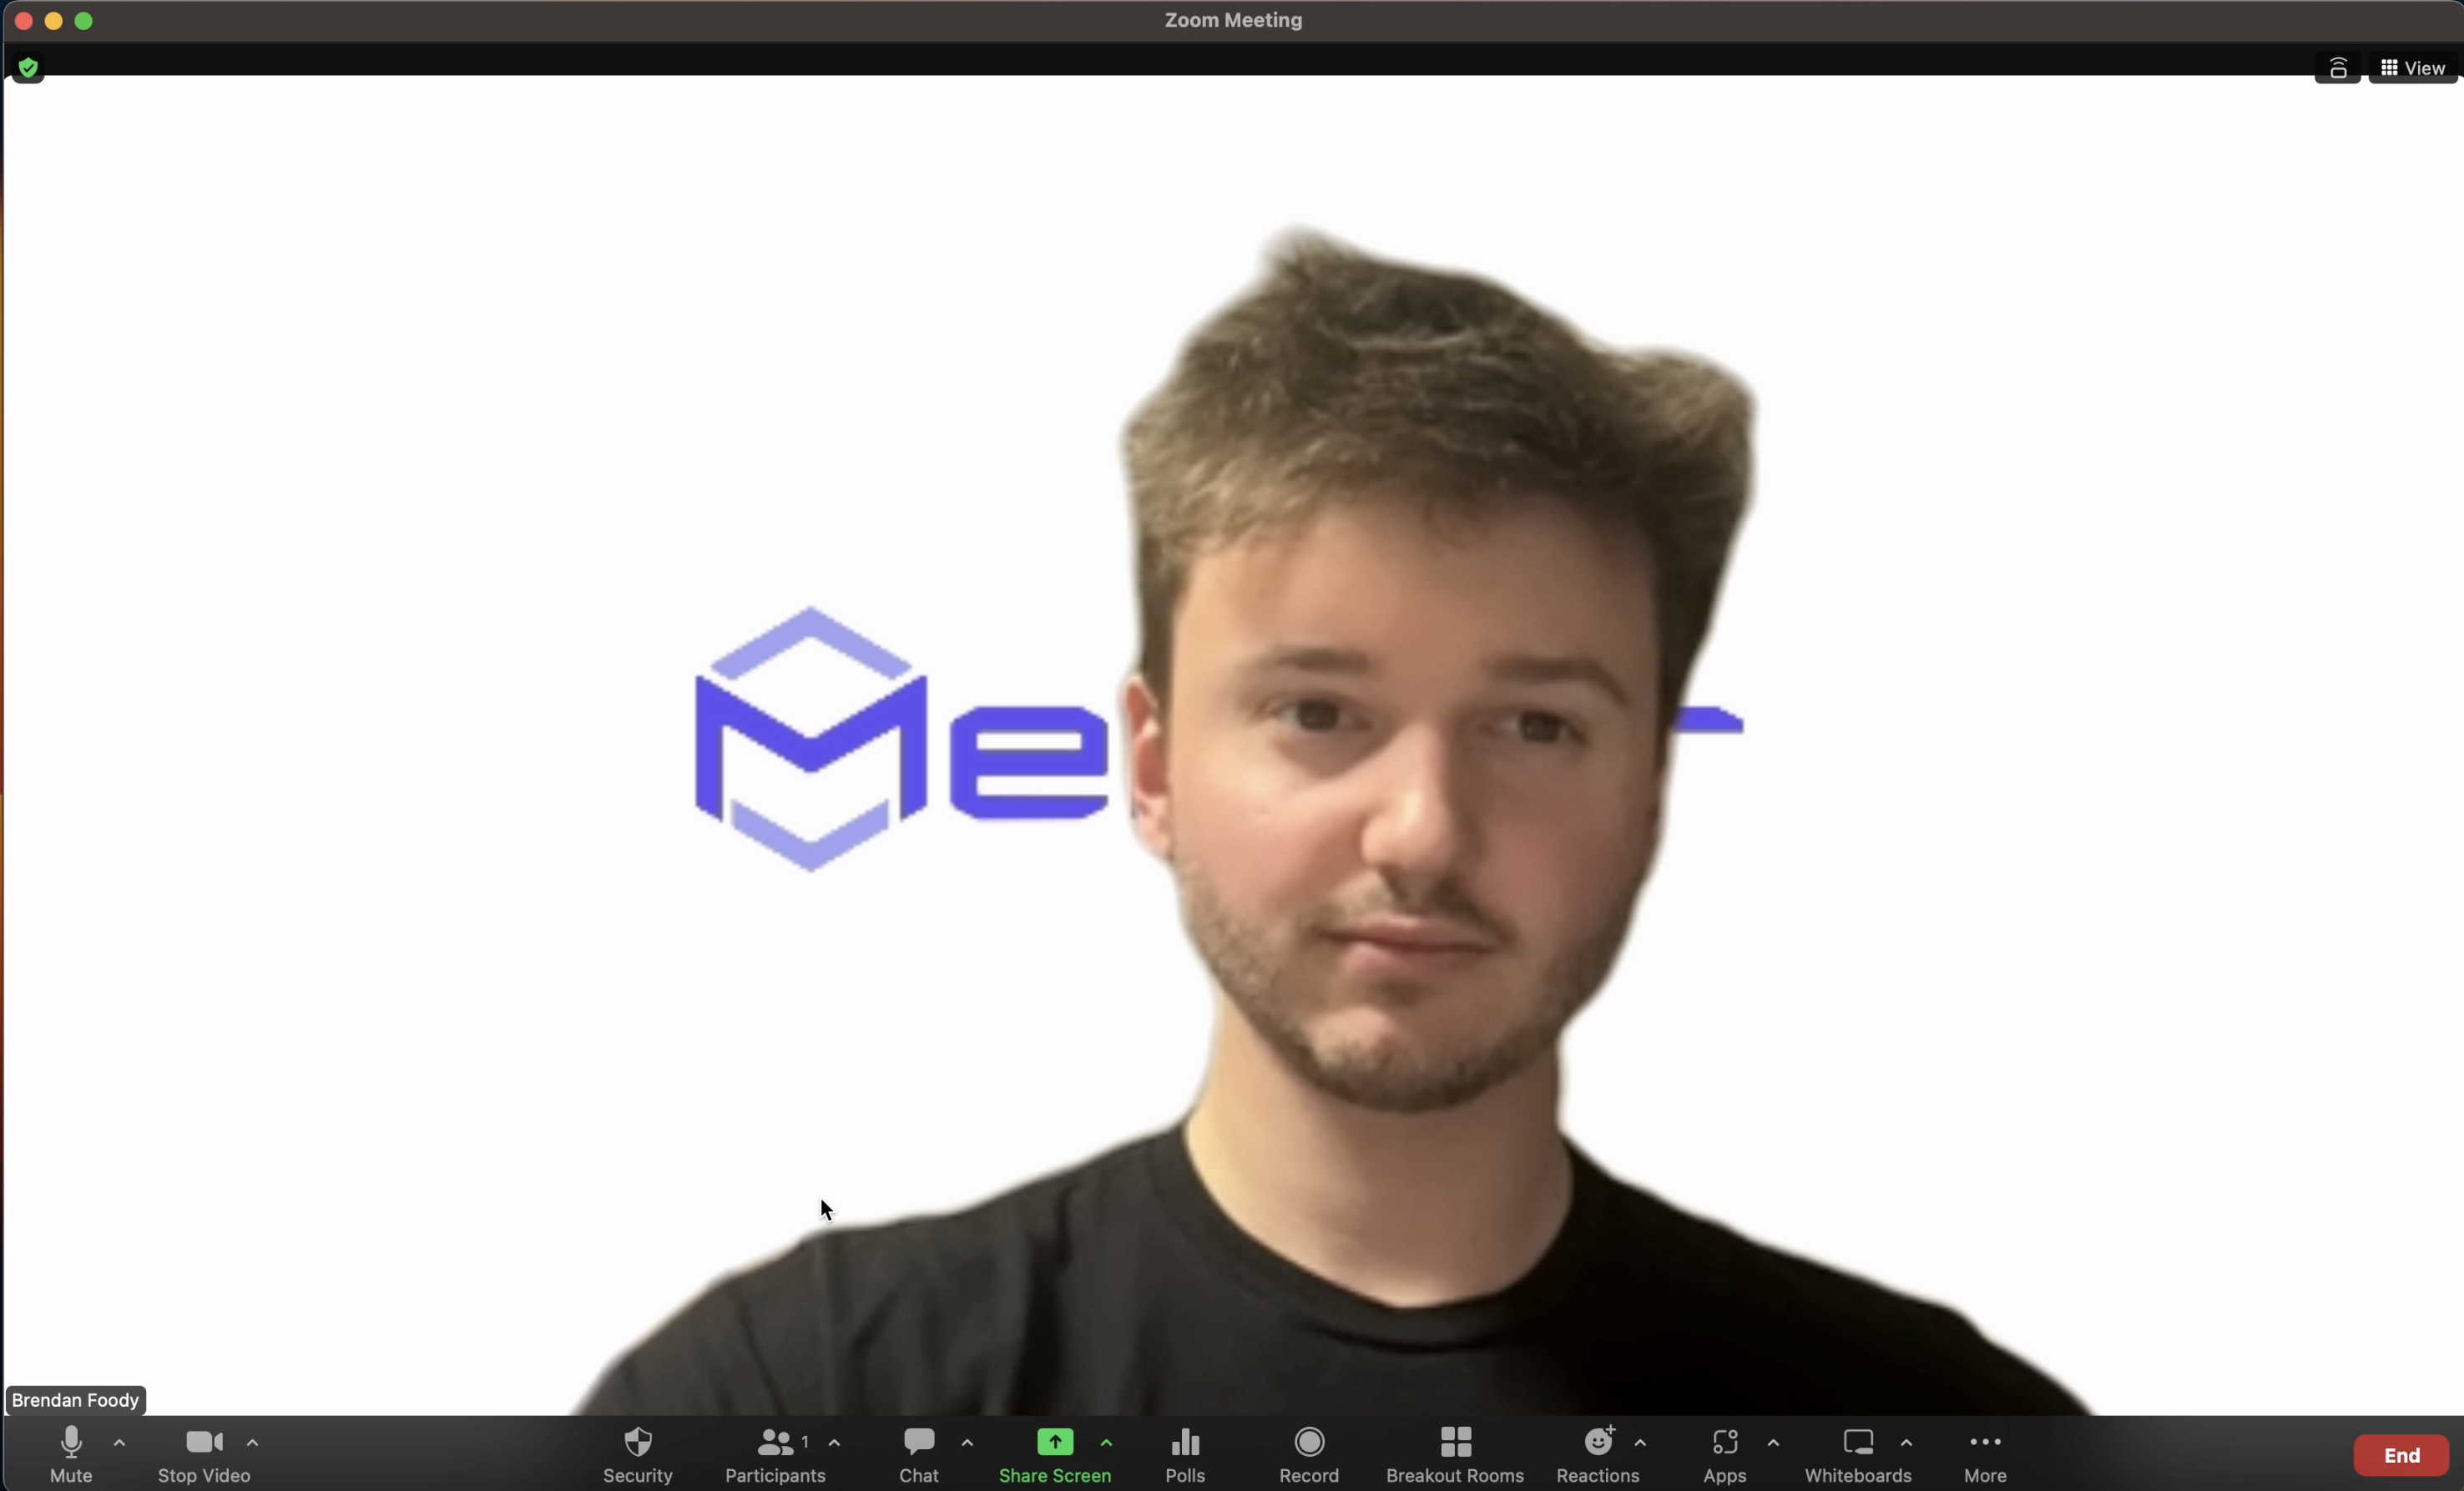 Zoom Meeting
View
Me
Brendan Foody
Mute
Stop Video
Security
Participants
1
Chat
Share Screen
Polls
Record
Breakout Rooms
Reactions
Apps
Whiteboards
More
End